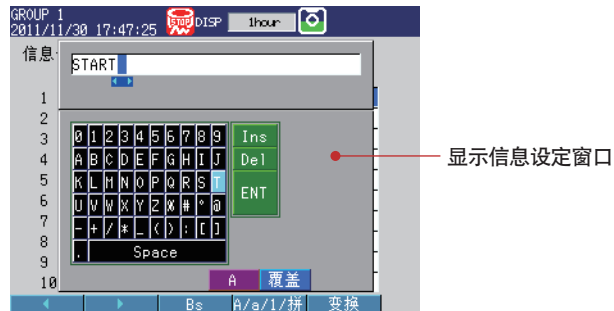 GROUP 1
2011/11/30 17:47:25 STOP DISP 1hour
信息
START
1
2
3
4
5
6
7
8
9
10
0 1 2 3 4 5 6 7 8 9
A B C D E F G H I J
K L M N O P Q R S T
U V W X Y Z % # ° @
- + / * _ ( ) : [ ]
. Space
Ins
Del
ENT
A 覆盖
Bs A/a/1/拼 变换
显示信息设定窗口